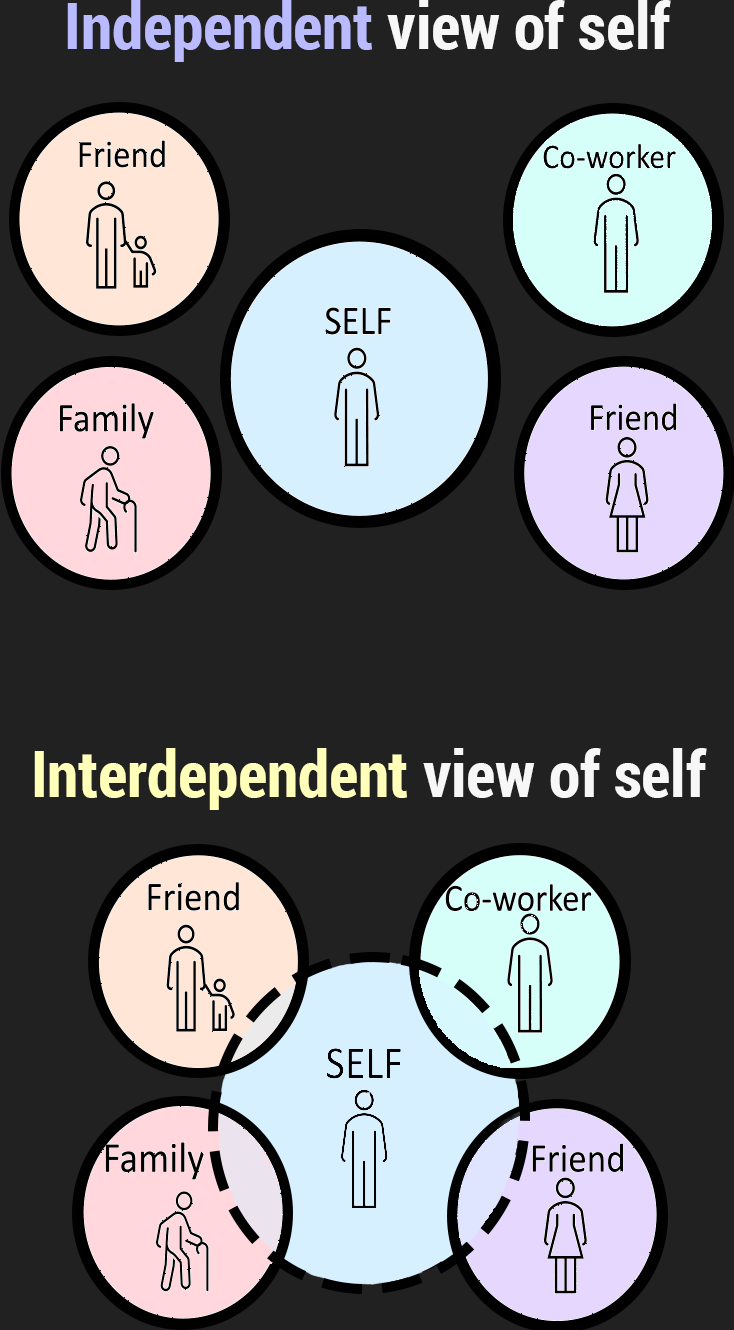 Independent view of self
Friend
Co-worker
SELF
Family
Friend
Interdependent view of self
Friend
Co-worker
SELF
Family
Friend